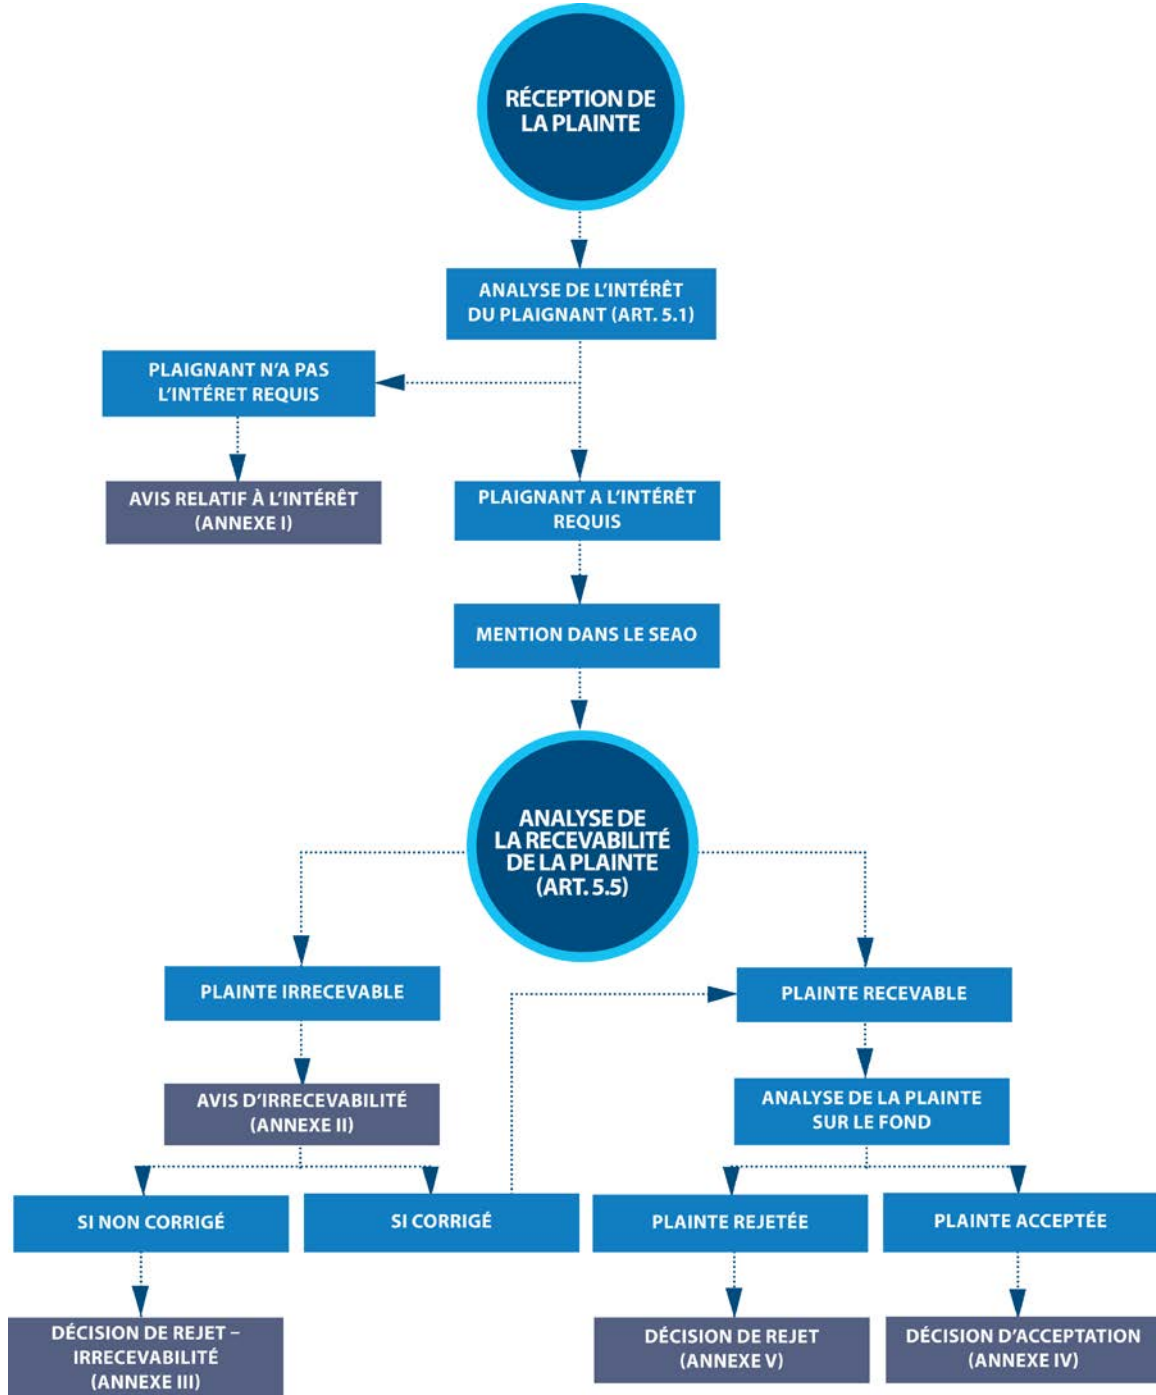 RÉCEPTION DE
LA PLAINTE
ANALYSE DE L'INTÉRÊT
DU PLAIGNANT (ART. 5.1)
PLAIGNANT N'A PAS
L'INTÉRET REQUIS
AVIS RELATIF À L'INTÉRÊT
(ANNEXE I)
PLAIGNANT A L'INTÉRÊT
REQUIS
MENTION DANS LE SEAO
ANALYSE DE
LA RECEVABILITÉ
DE LA PLAINTE
(ART. 5.5)
PLAINTE IRRECEVABLE
PLAINTE RECEVABLE
AVIS D'IRRECEVABILITÉ
(ANNEXE II)
ANALYSE DE LA PLAINTE
SUR LE FOND
SI NON CORRIGÉ
SI CORRIGÉ
PLAINTE REJETÉE
PLAINTE ACCEPTÉE
DÉCISION DE REJET –
IRRECEVABILITÉ
(ANNEXE III)
DÉCISION DE REJET
(ANNEXE V)
DÉCISION D'ACCEPTATION
(ANNEXE IV)